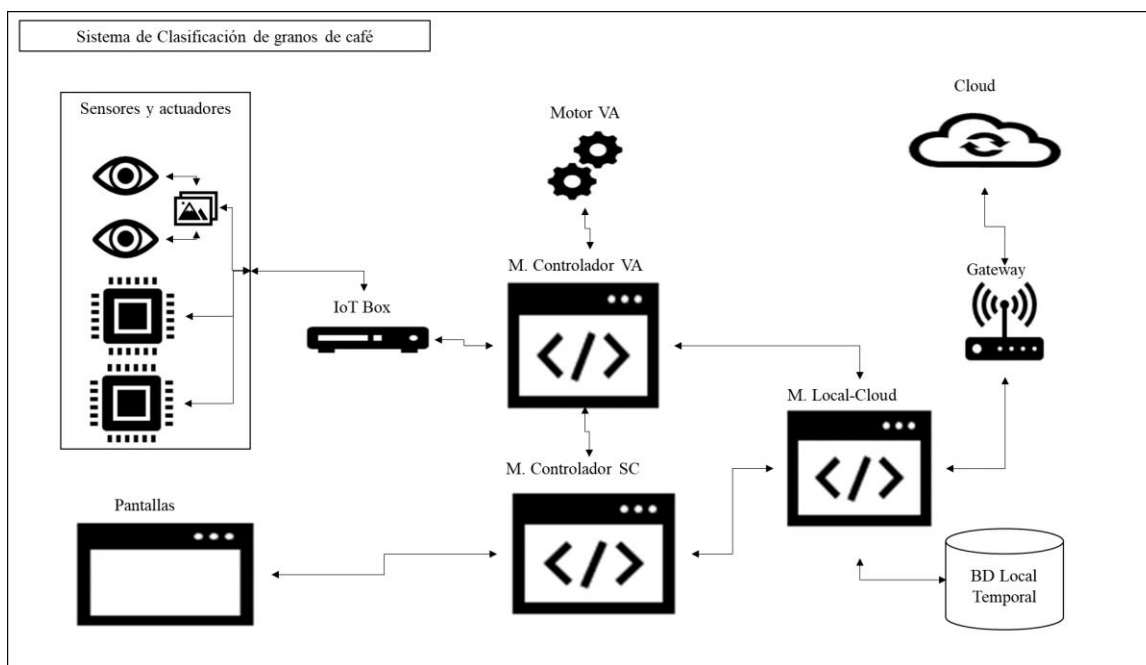 Sistema de Clasificación de granos de café
Sensores y actuadores
Motor VA
Cloud
M. Controlador VA
Gateway
IoT Box
M. Local-Cloud
M. Controlador SC
Pantallas
BD Local
Temporal